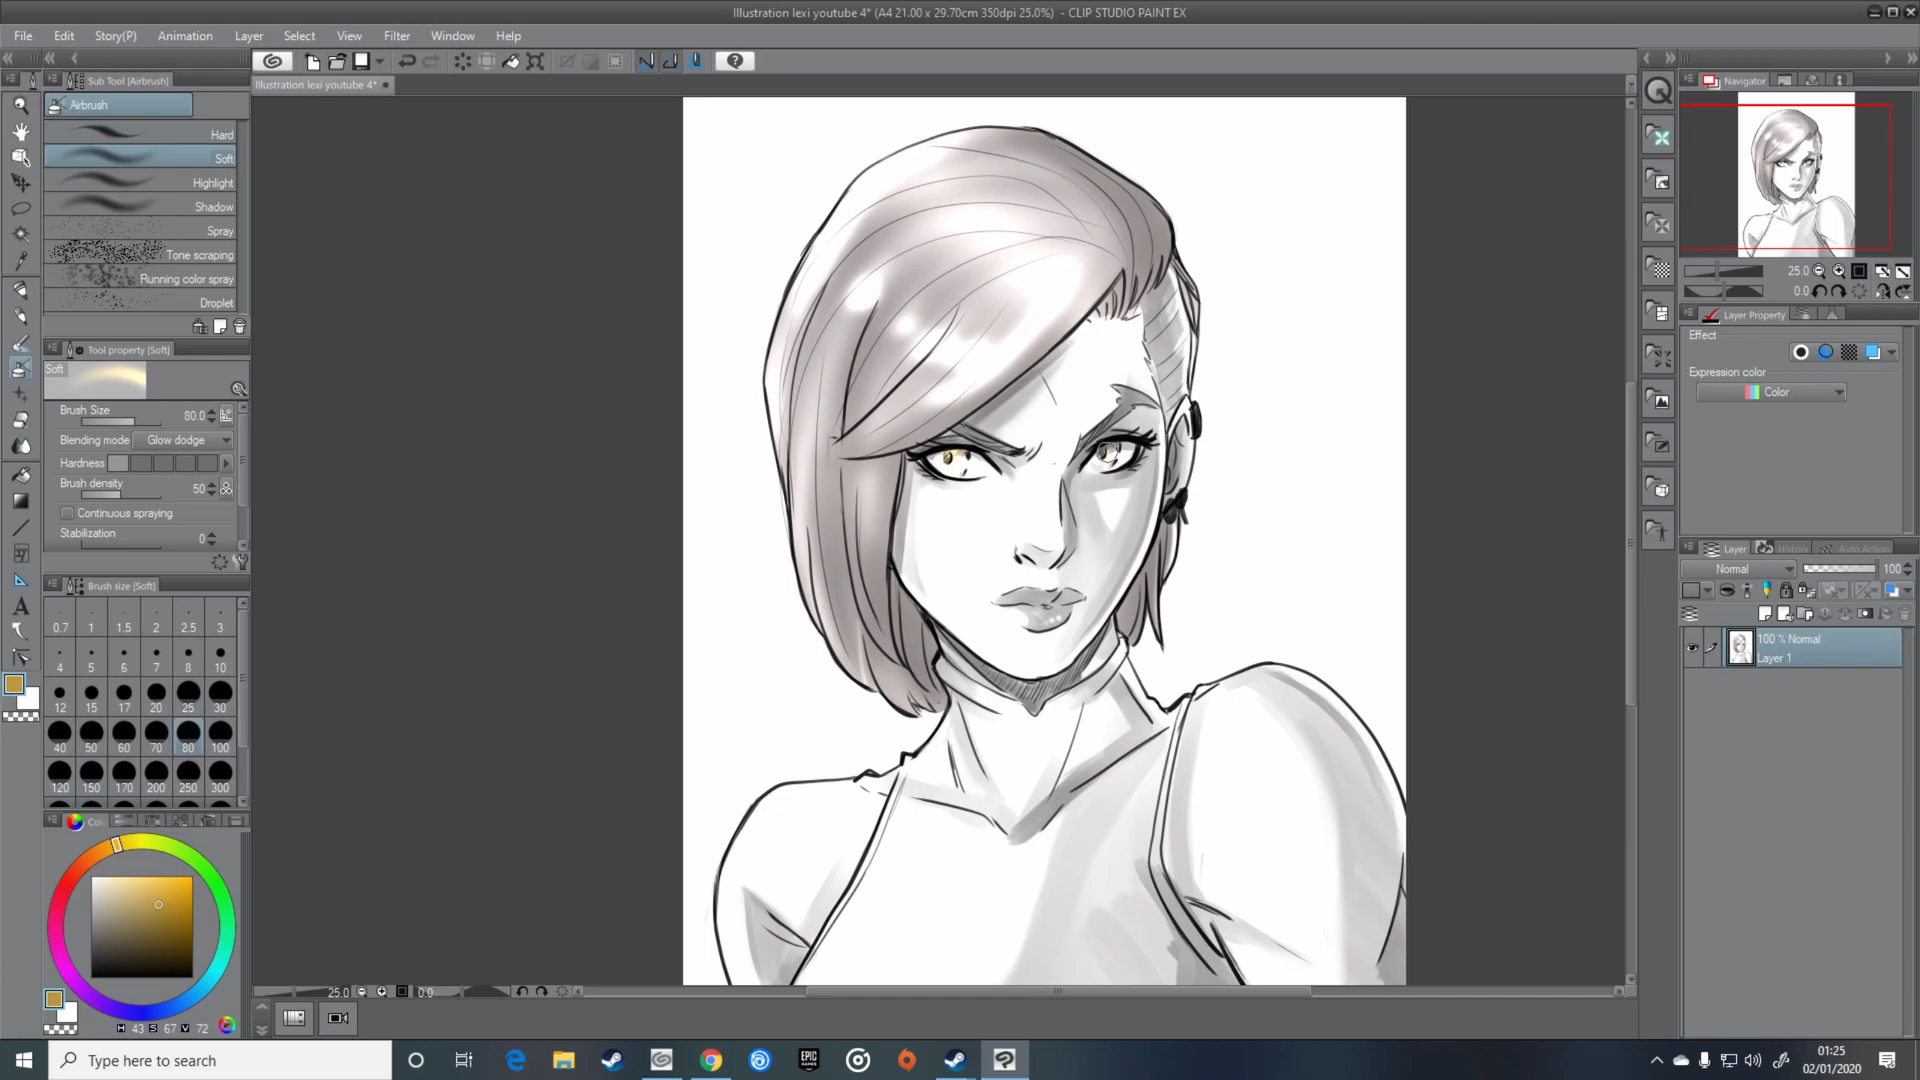 Illustration lexi youtube 4* (A4 21.00 x 29.70cm 350dpi 25.0%) - CLIP STUDIO PAINT EX
File Edit Story(P) Animation Layer Select View Filter Window Help
Sub Tool [Airbrush]
Illustration lexi youtube 4*
Navigator
Airbrush
Hard
Soft
Highlight
Shadow
Spray
Tone scraping
Running color spray
Droplet
25.0
0.0
Tool property [Soft]
Soft
Brush Size 80.0
Blending mode Glow dodge
Hardness
Brush density 50
Continuous spraying
Stabilization 0
Layer Property
Effect
Expression color
Color
Brush size [Soft]
0.7 1 1.5 2 2.5 3
4 5 6 7 8 10
12 15 17 20 25 30
40 50 60 70 80 100
120 150 170 200 250 300
Layer History Auto Action
Normal 100
100 % Normal
Layer 1
Col
H 43 S 67 V 72
25.0 0.0
Type here to search
EPIC GAMES
01:25
02/01/2020